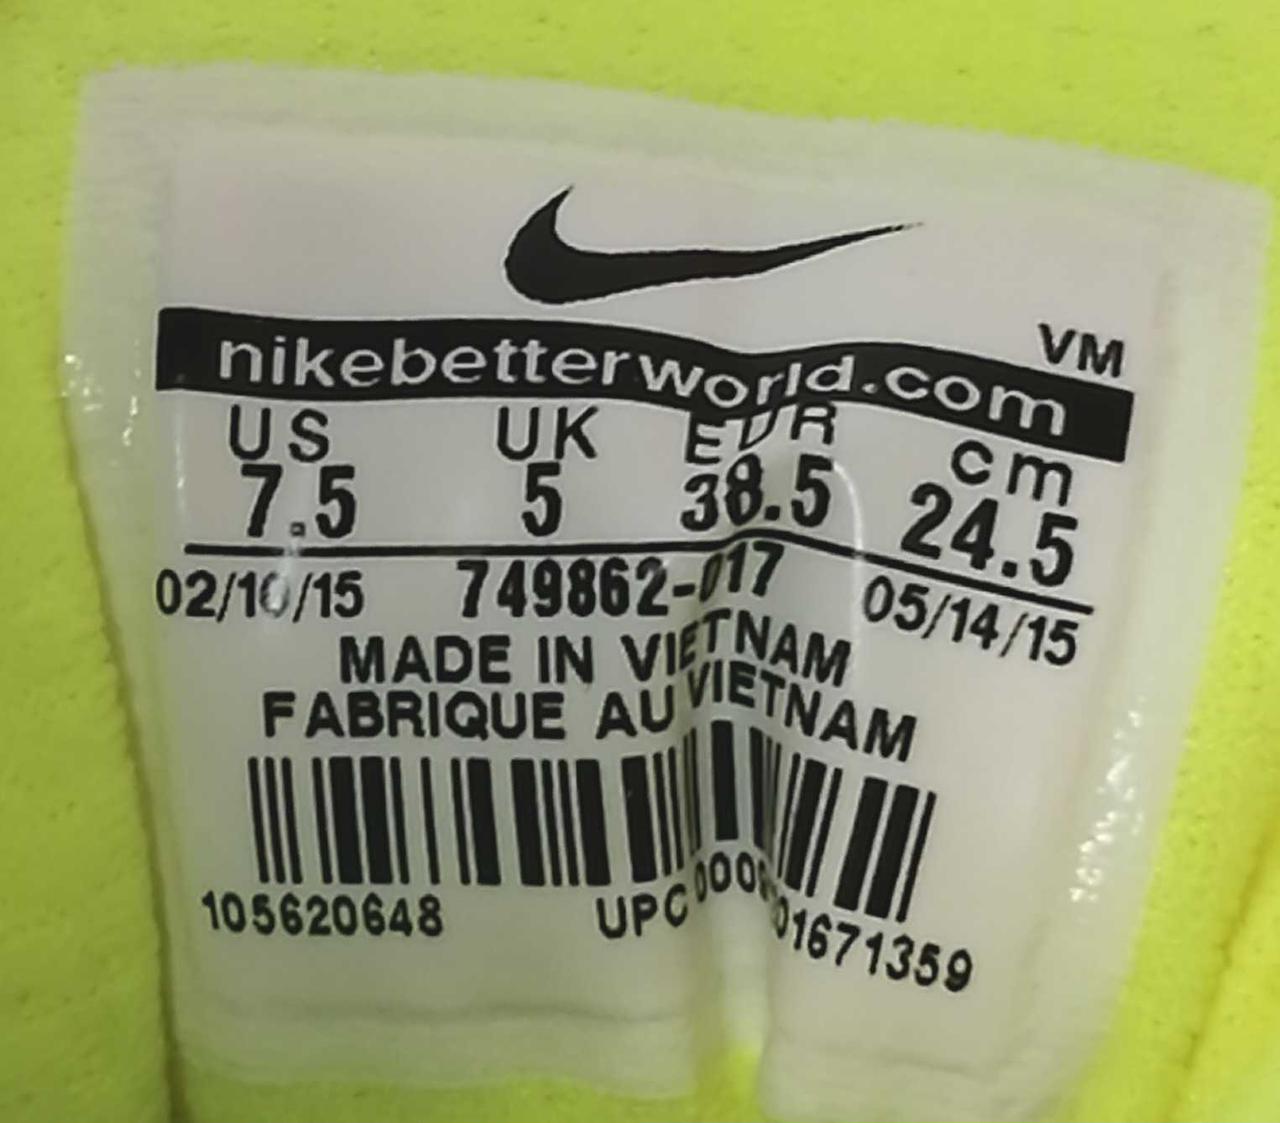 VM
nikebetterworld.com
US UK EUR cm
7.5 5 38.5 24.5
02/10/15 749862-017 05/14/15
MADE IN VIETNAM
FABRIQUE AU VIETNAM
105620648 UPC